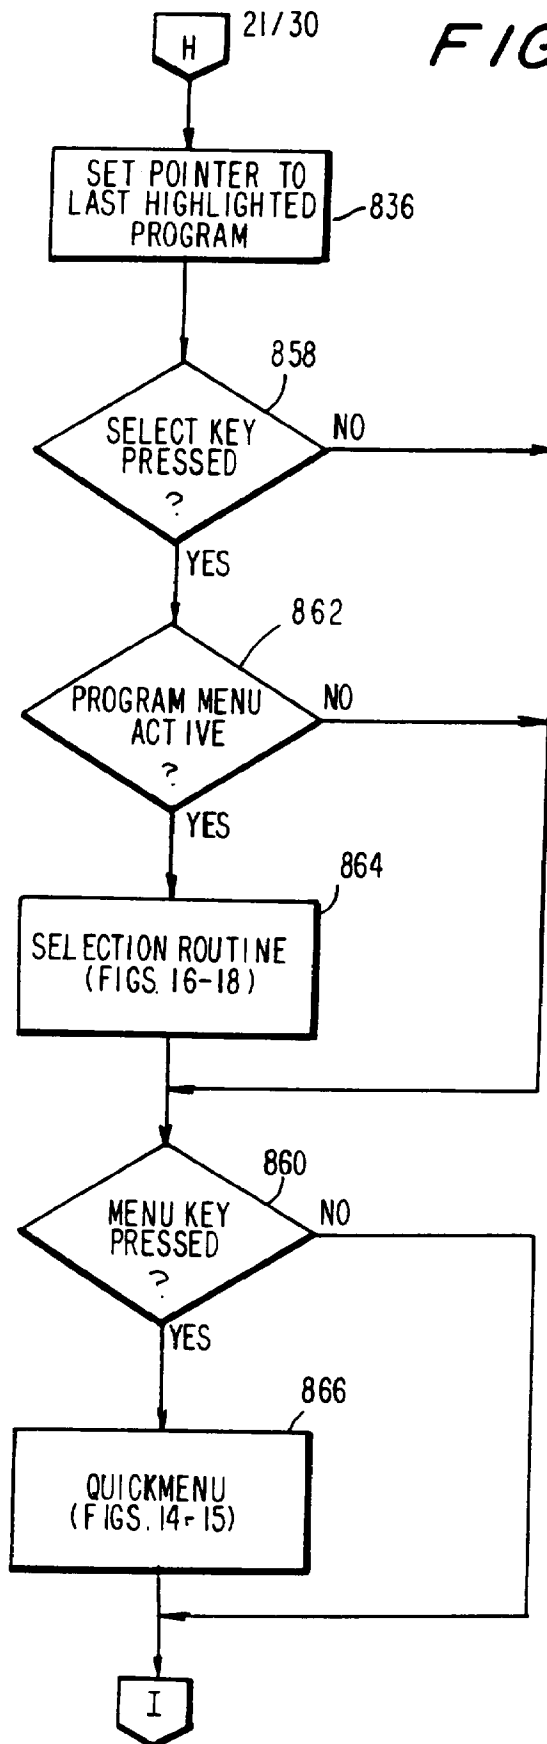 H
21/30
FIG
SET POINTER TO
LAST HIGHLIGHTED
PROGRAM
836
858
SELECT KEY
PRESSED
?
NO
YES
862
PROGRAM MENU
ACTIVE
?
NO
YES
864
SELECTION ROUTINE
(FIGS. 16-18)
860
MENU KEY
PRESSED
?
NO
YES
866
QUICKMENU
(FIGS. 14-15)
I